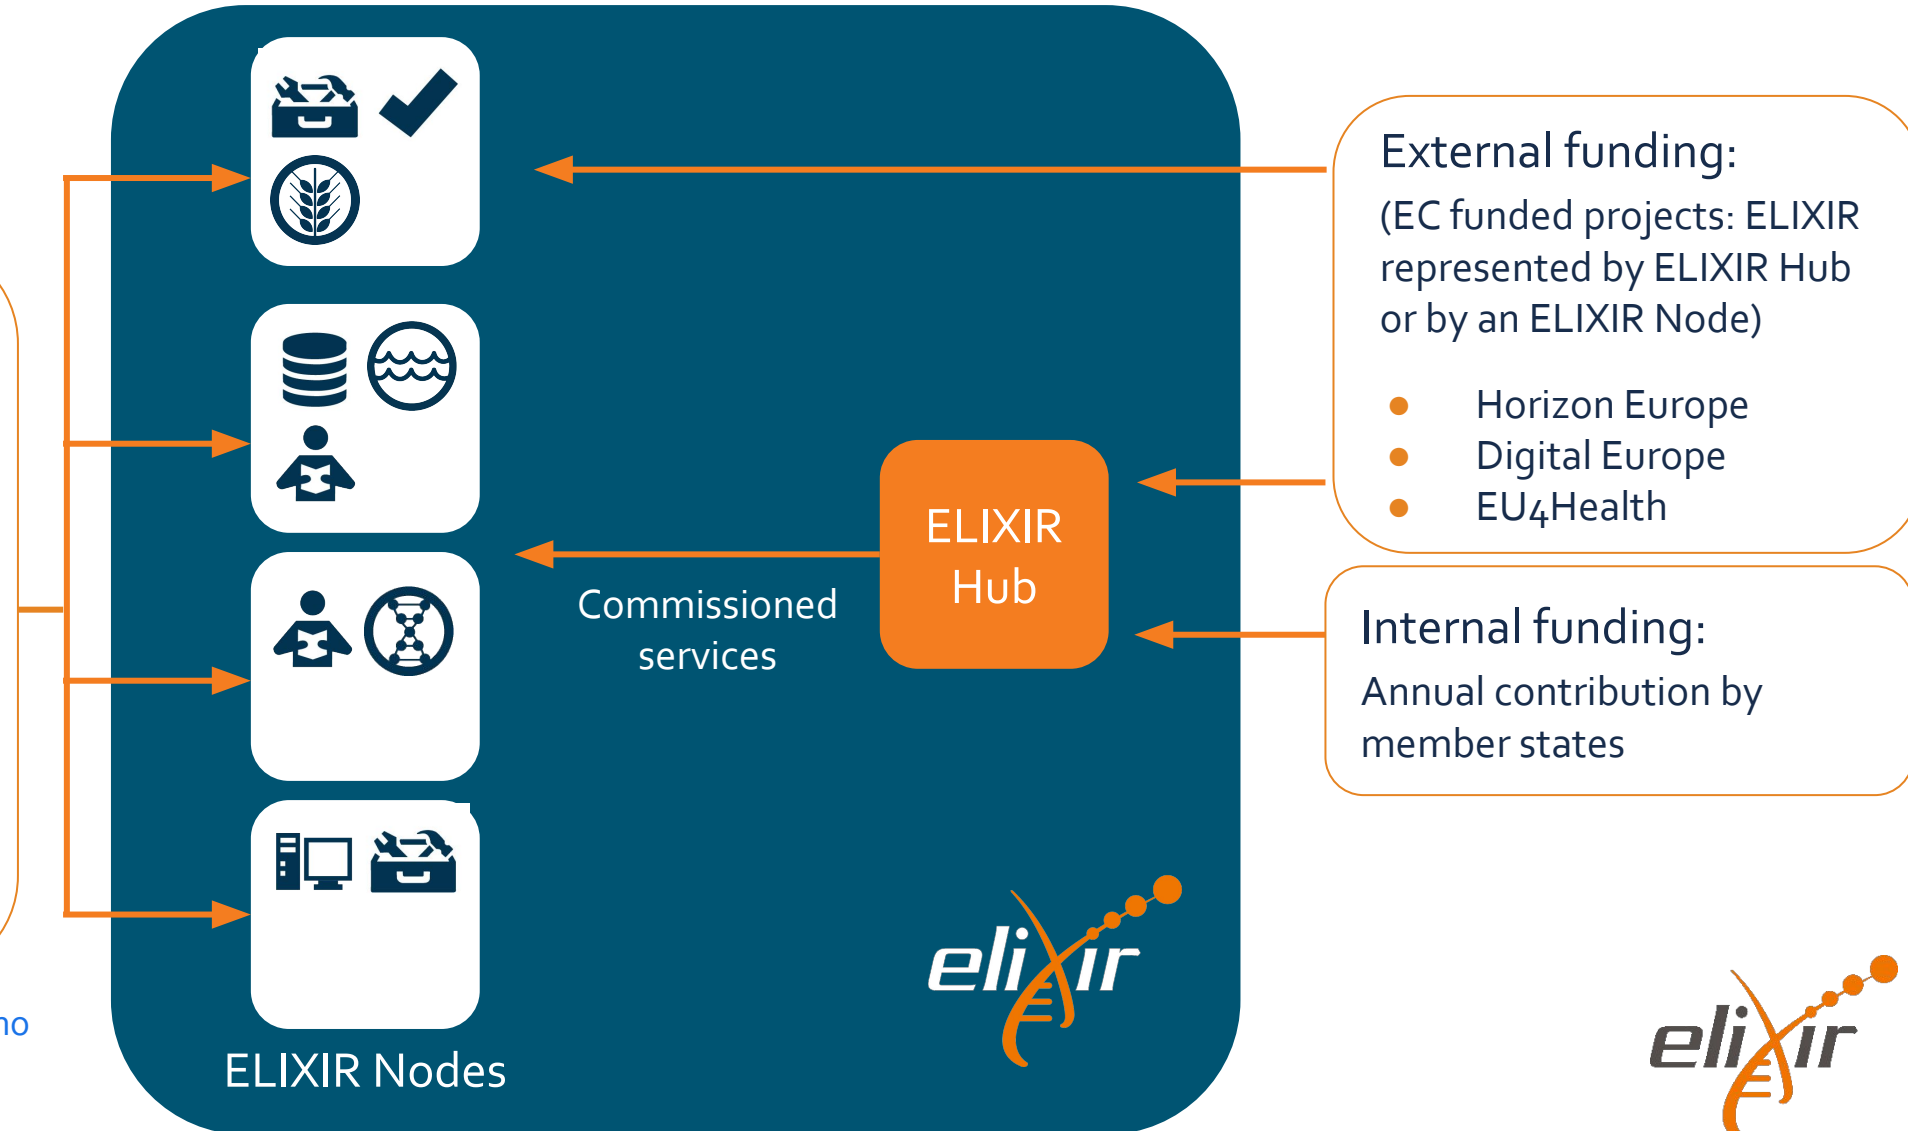 External funding:
(EC funded projects: ELIXIR
represented by ELIXIR Hub
or by an ELIXIR Node)
● Horizon Europe
● Digital Europe
● EU4Health
ELIXIR
Hub
Commissioned
services
Internal funding:
Annual contribution by
member states
elixir
elixir
no
ELIXIR Nodes